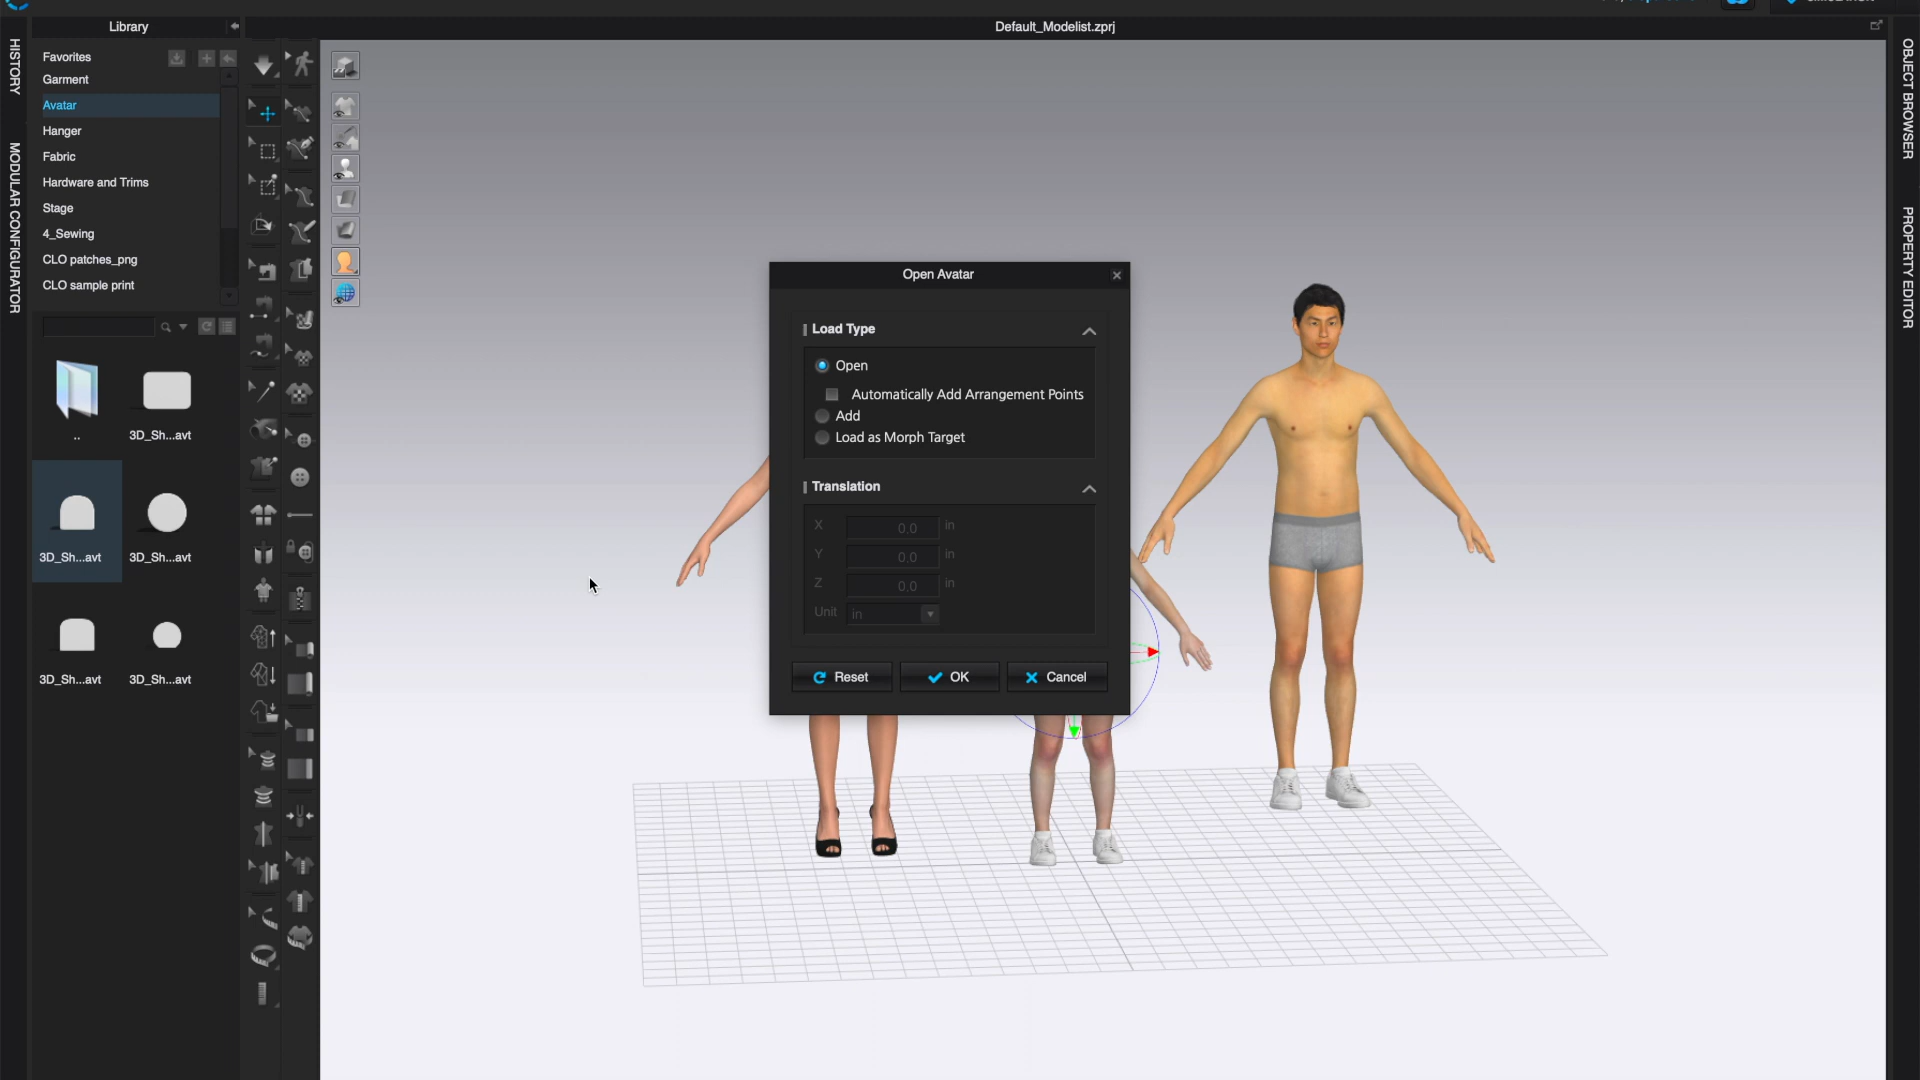 Library
Default_Modelist.zprj
HISTORY
MODULAR CONFIGURATOR
Favorites
Garment
Avatar
Hanger
Fabric
Hardware and Trims
Stage
4_Sewing
CLO patches_png
CLO sample print
..
3D_Sh...avt
3D_Sh...avt
3D_Sh...avt
3D_Sh...avt
3D_Sh...avt
Open Avatar
Load Type
Open
Automatically Add Arrangement Points
Add
Load as Morph Target
Translation
X 0.0 in
Y 0.0 in
Z 0.0 in
Unit in
Reset
OK
Cancel
OBJECT BROWSER
PROPERTY EDITOR